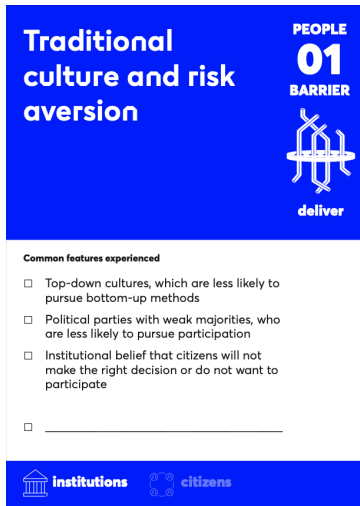 Traditional
culture and risk
aversion
PEOPLE
01
BARRIER
deliver
Common features experienced
Top-down cultures, which are less likely to
pursue bottom-up methods
Political parties with weak majorities, who
are less likely to pursue participation
Institutional belief that citizens will not
make the right decision or do not want to
participate
institutions
citizens